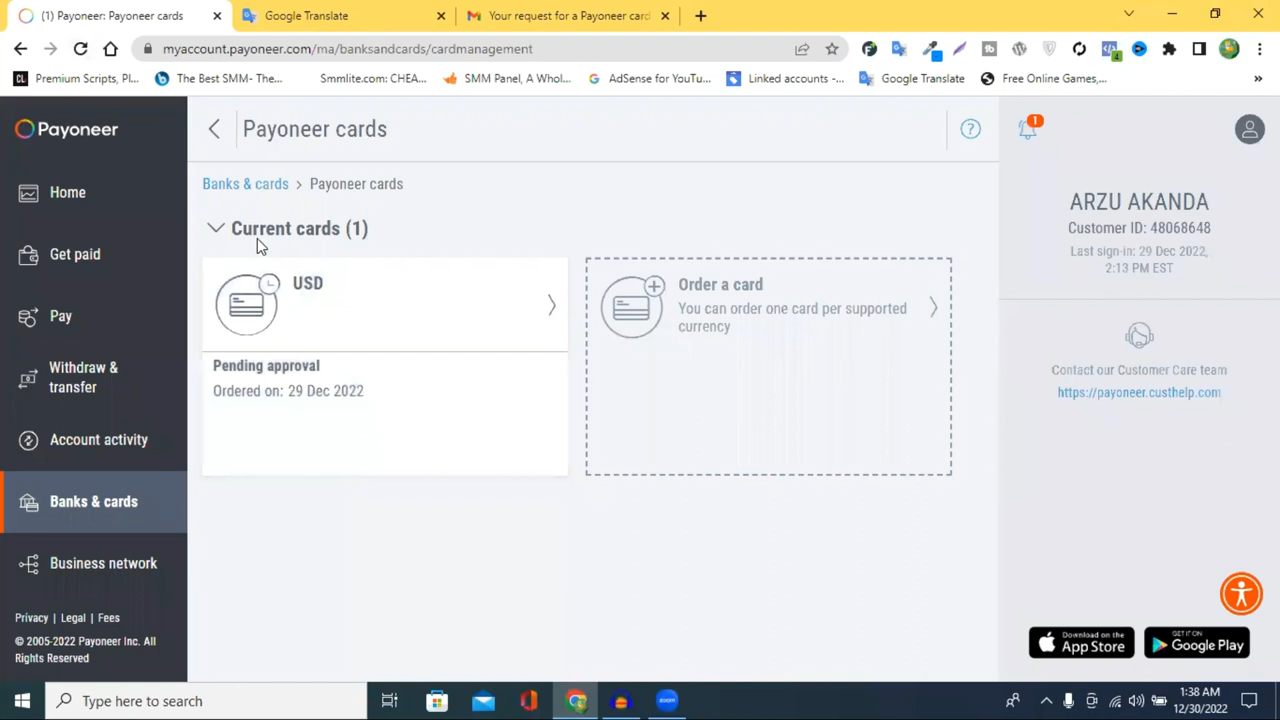 (1) Payoneer: Payoneer cards
Google Translate
Your request for a Payoneer card
myaccount.payoneer.com/ma/banksandcards/cardmanagement
4
CL Premium Scripts, Pl...
The Best SMM- The...
Smmlite.com: CHEA...
SMM Panel, A Whol...
AdSense for YouTu...
Linked accounts -...
Google Translate
Free Online Games,...
»
Payoneer
Home
Get paid
Pay
Withdraw &
transfer
Account activity
Banks & cards
Business network
Privacy | Legal | Fees
© 2005-2022 Payoneer Inc. All
Rights Reserved
Payoneer cards
?
Banks & cards > Payoneer cards
Current cards (1)
USD
Pending approval
Ordered on: 29 Dec 2022
Order a card
You can order one card per supported
currency
1
ARZU AKANDA
Customer ID: 48068648
Last sign-in: 29 Dec 2022,
2:13 PM EST
Contact our Customer Care team
https://payoneer.custhelp.com
Download on the
App Store
GET IT ON
Google Play
Type here to search
zoom
1:38 AM
12/30/2022